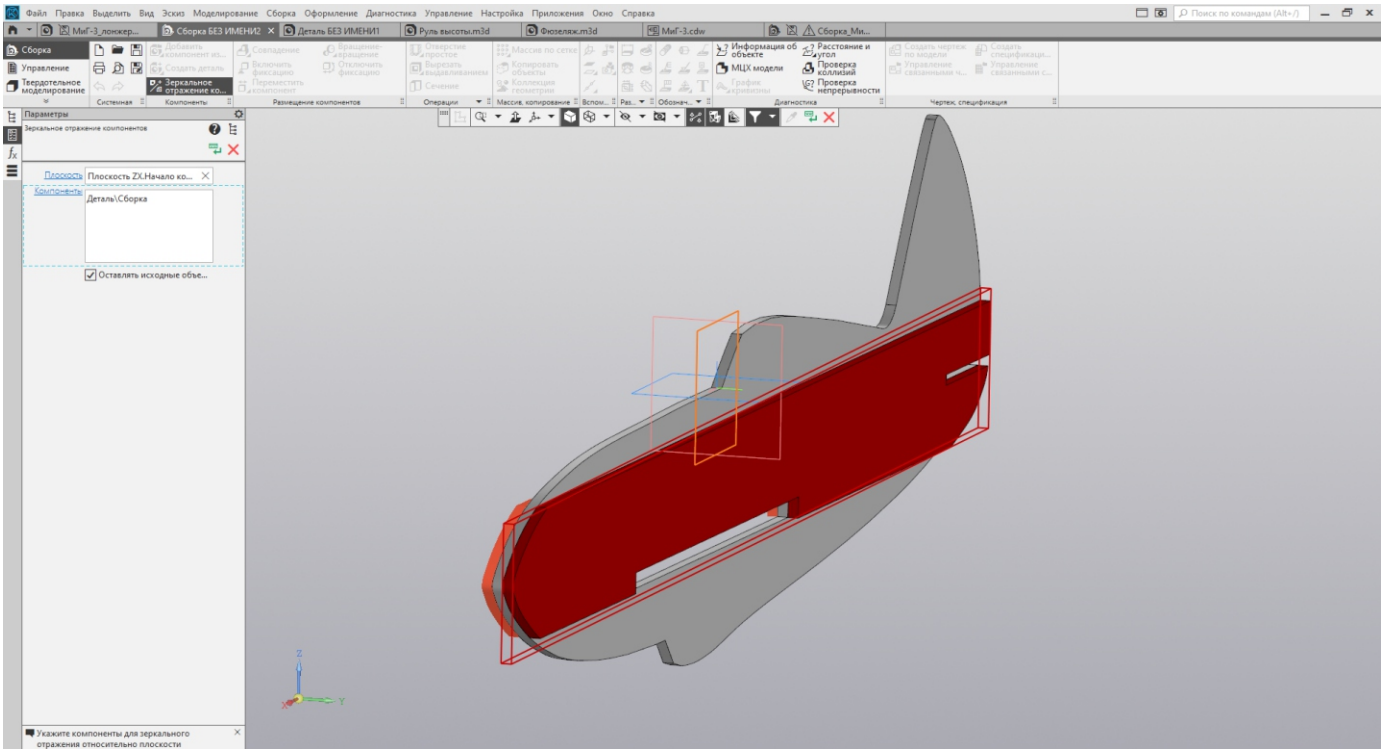 Файл Правка Выделить Вид Эскиз Моделирование Сборка Оформление Диагностика Управление Настройка Приложения Окно Справка
Поиск по командам (Alt+/)
МиГ-3_лонжер... Сборка БЕЗ ИМЕНИ2 Деталь БЕЗ ИМЕНИ1 Руль высоты.m3d Фюзеляж.m3d МиГ-3.cdw Сборка_Ми...
Сборка
Управление
Твердотельное моделирование
Добавить компонент из...
Создать деталь
Зеркальное отражение ко...
Совпадение
Включить фиксацию
Переместить компонент
Вращение-вращение
Отключить фиксацию
Отверстие простое
Вырезать выдавливанием
Сечение
Массив по сетке
Копировать объекты
Коллекция геометрии
Информация об объекте
МЦХ модели
График кривизны
Расстояние и угол
Проверка коллизий
Проверка непрерывности
Создать чертеж по модели
Управление связанными ч...
Создать спецификаци...
Управление связанными с...
Системная Компоненты Размещение компонентов Операции Массив, копирование Вспом... Раз... Обознач... Диагностика Чертеж, спецификация
Параметры
Зеркальное отражение компонентов
Плоскость Плоскость ZX.Начало ко...
Компоненты
Деталь\Сборка
Оставлять исходные объе...
Z
X
Y
Укажите компоненты для зеркального
отражения относительно плоскости